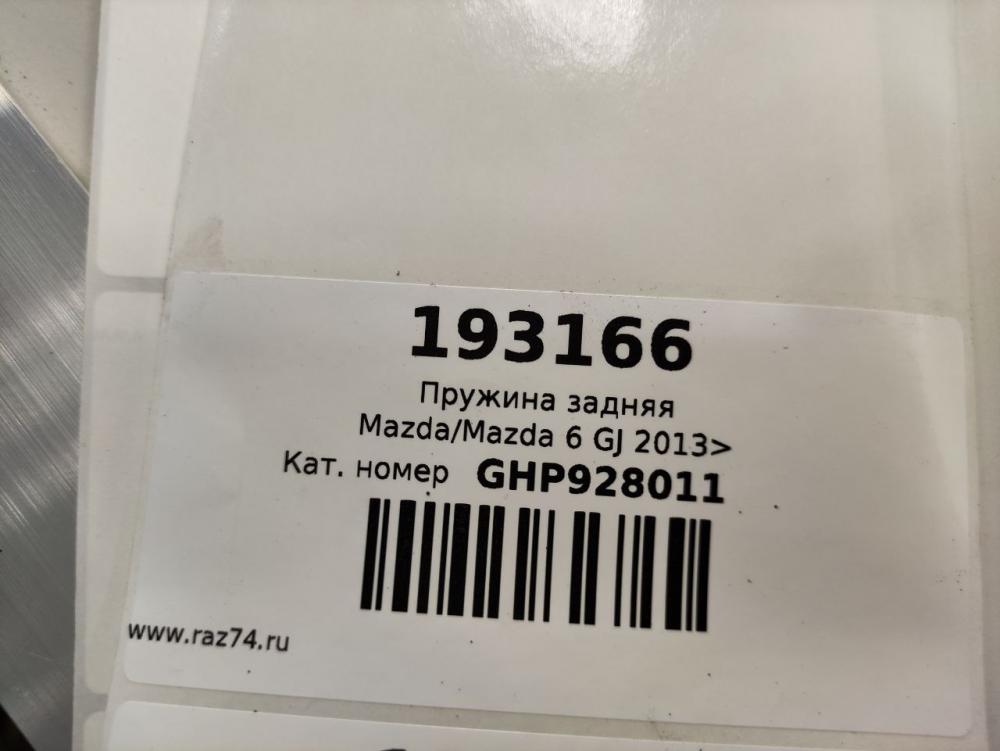 193166
Пружина задняя
Mazda/Mazda 6 GJ 2013>
Кат. номер GHP928011
www.raz74.ru